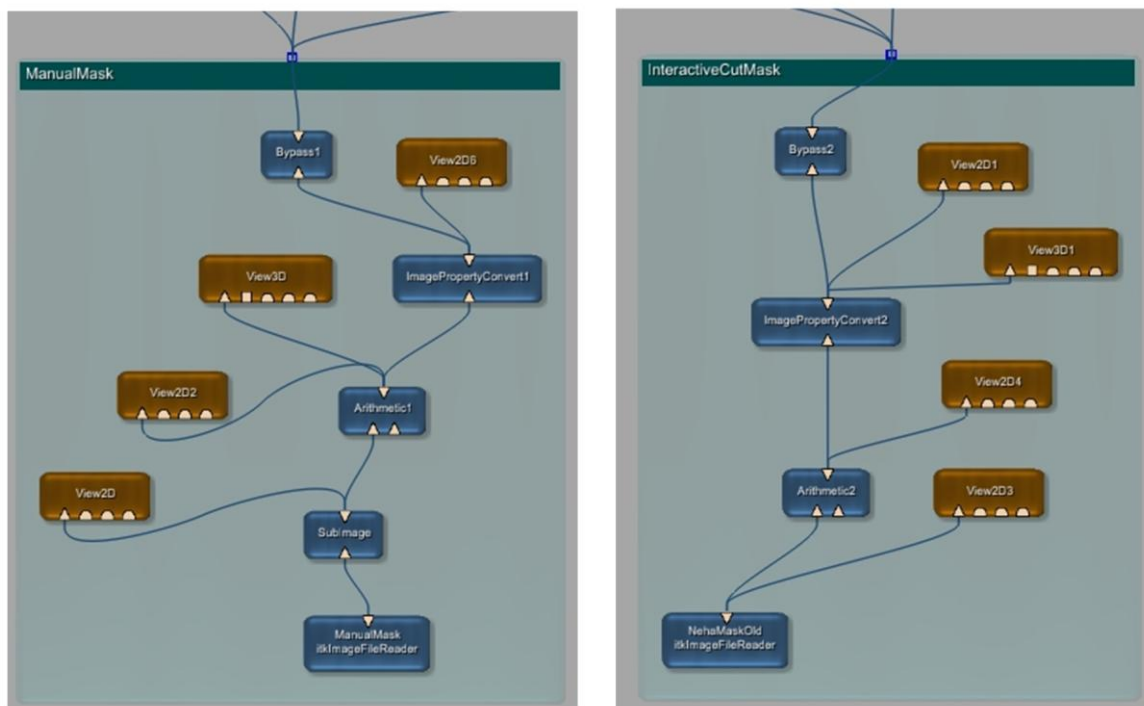 ManualMask
Bypass1
View2D6
View3D
ImagePropertyConvert1
View2D2
Arithmetic1
View2D
SubImage
ManualMask
itkImageFileReader
InteractiveCutMask
Bypass2
View2D1
View3D1
ImagePropertyConvert2
View2D4
Arithmetic2
View2D3
NehaMaskOld
itkImageFileReader